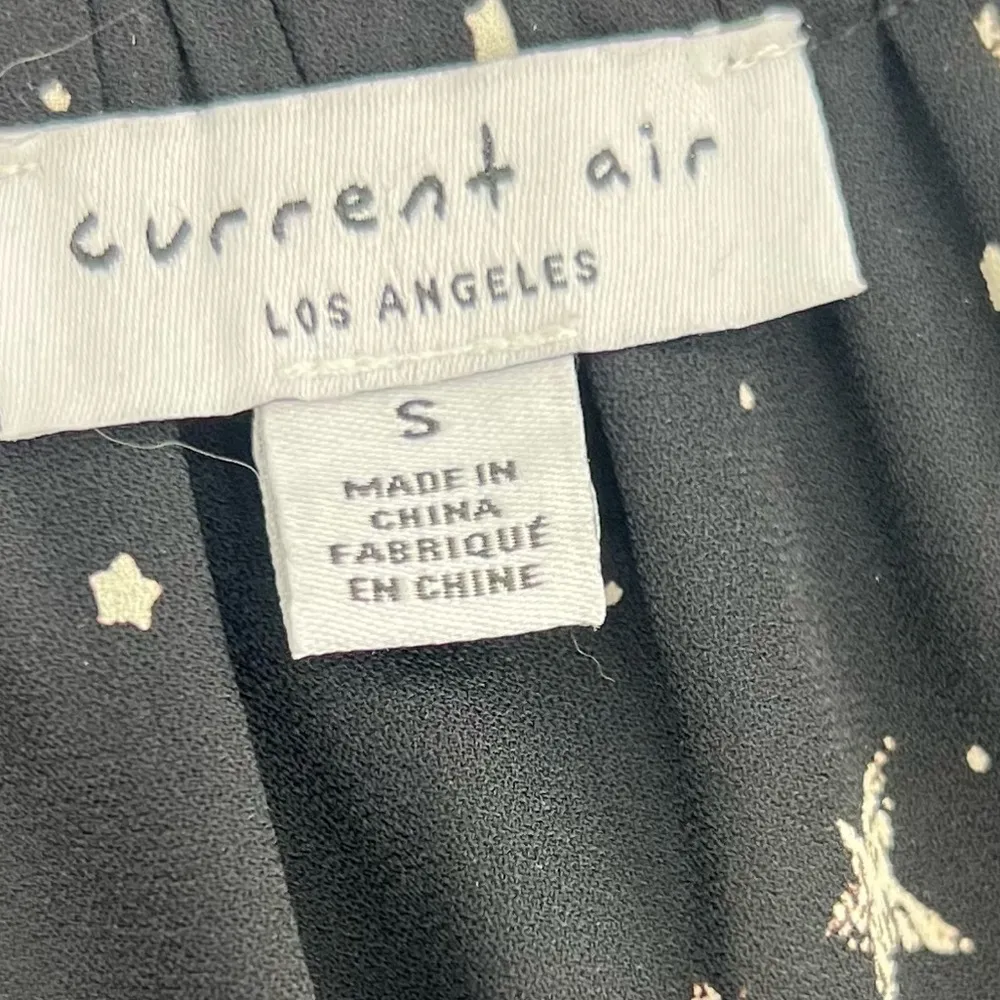 current air
LOS ANGELES
S
MADE IN
CHINA
FABRIQUÉ
EN CHINE